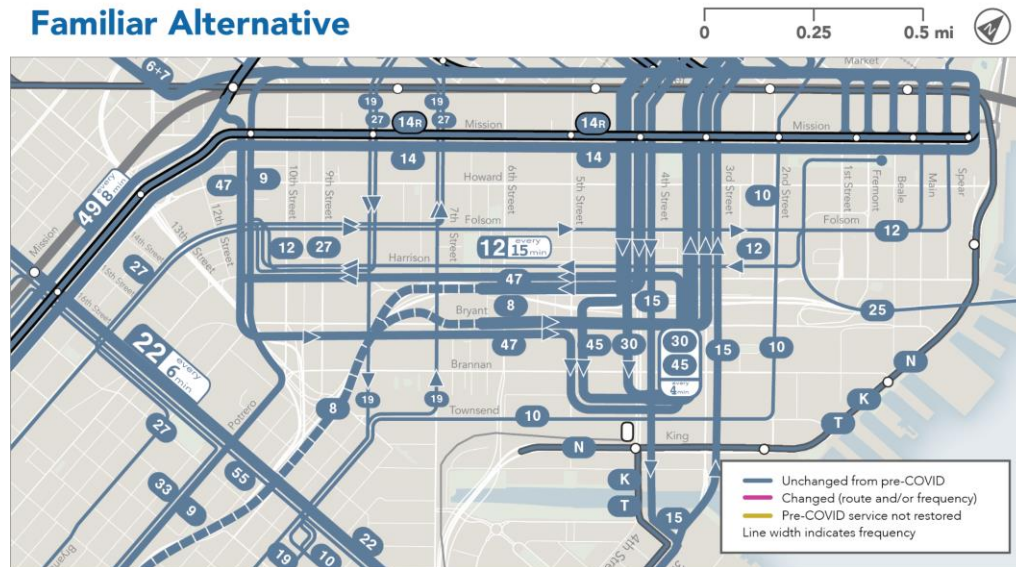 Familiar Alternative
0 0.25 0.5 mi
N
Market
6+7
19
19
27
27
14R
14R
Mission
Mission
14
14
47
9
10th Street
9th Street
Howard
6th Street
5th Street
4th Street
3rd Street
10
2nd Street
1st Street
Fremont
Beale
Main
Spear
49 every 8 min
Mission
12th Street
13th Street
14th Street
15th Street
16th Street
27
7th Street
Folsom
Folsom
12
12
27
12 every 15 min
12
Harrison
47
8
15
25
Bryant
47
45
30
30
45
every
min
15
10
22 every 6 min
Brannan
8
19
19
Townsend
10
Potrero
N
King
N
K
T
K
T
27
33
9
55
22
15
19
10
Bryan
4th Street
Unchanged from pre-COVID
Changed (route and/or frequency)
Pre-COVID service not restored
Line width indicates frequency